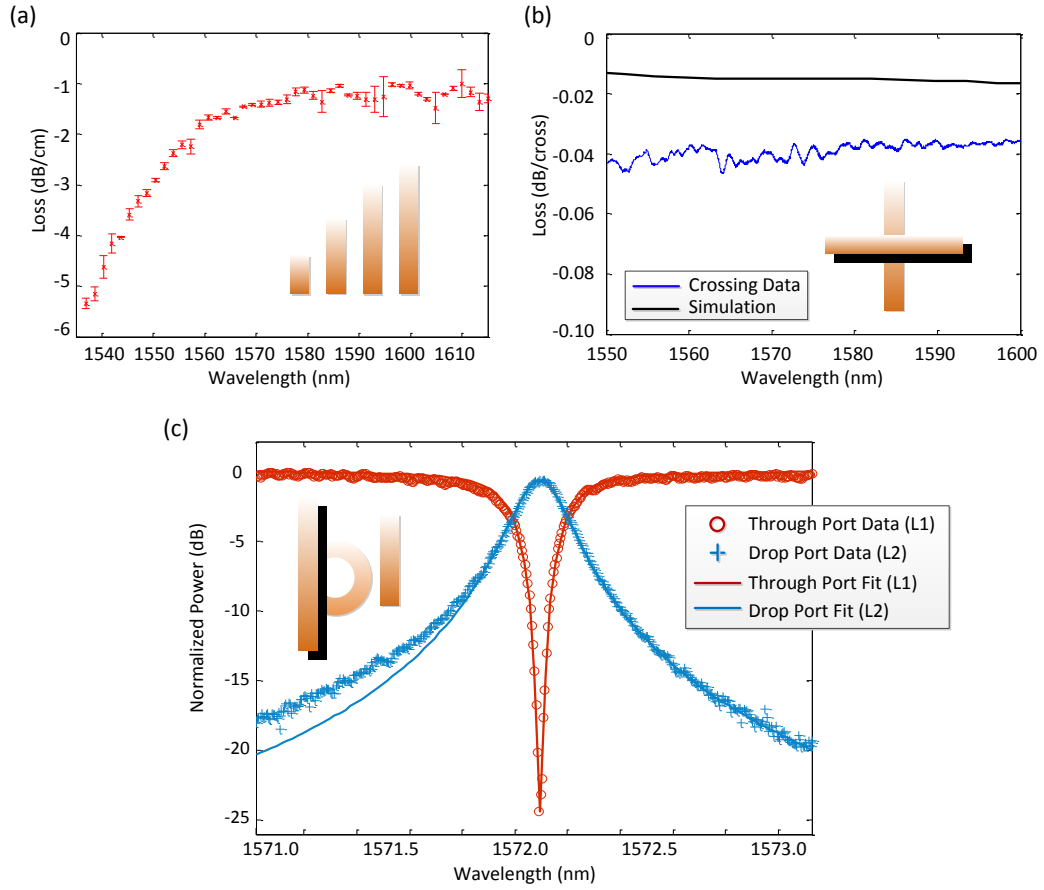 (a)
0
-1
-2
-3
-4
-5
-6
Loss (dB/cm)
1540 1550 1560 1570 1580 1590 1600 1610
Wavelength (nm)
(b)
0
-0.02
-0.04
-0.06
-0.08
-0.10
Loss (dB/cross)
Crossing Data
Simulation
1550 1560 1570 1580 1590 1600
Wavelength (nm)
(c)
0
-5
-10
-15
-20
-25
Normalized Power (dB)
Through Port Data (L1)
Drop Port Data (L2)
Through Port Fit (L1)
Drop Port Fit (L2)
1571.0 1571.5 1572.0 1572.5 1573.0
Wavelength (nm)